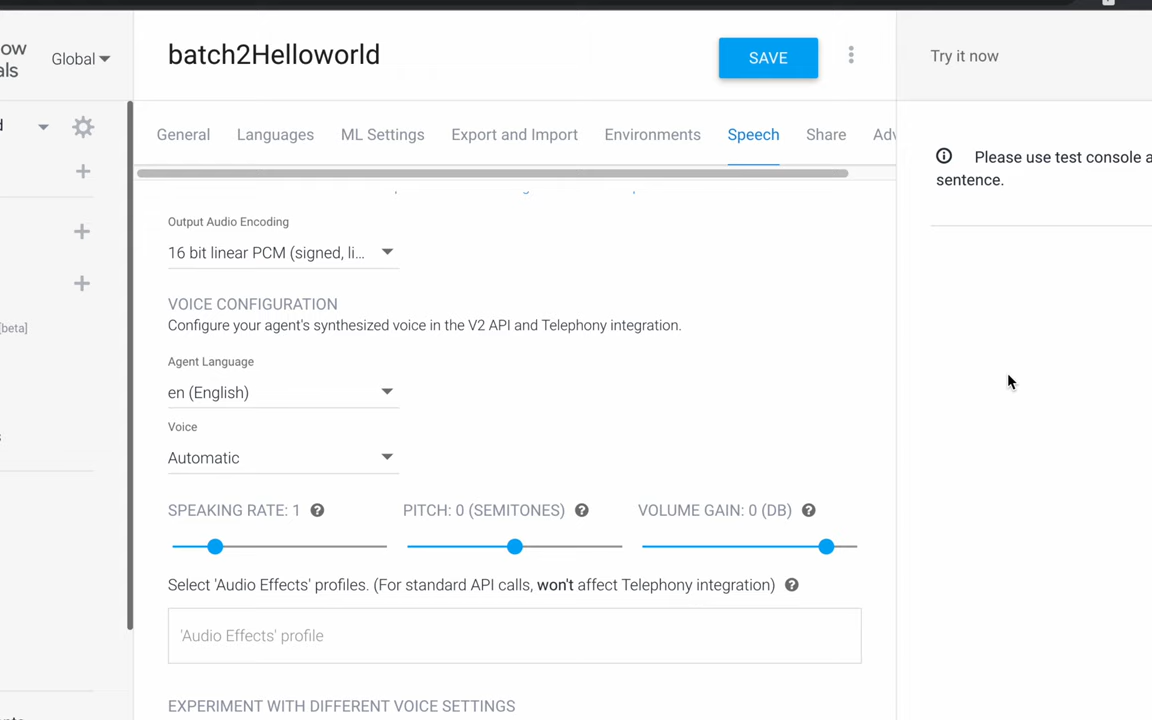 ow
als
Global
batch2Helloworld
SAVE
Try it now
d
General
Languages
ML Settings
Export and Import
Environments
Speech
Share
Adv
Please use test console a
sentence.
Output Audio Encoding
16 bit linear PCM (signed, li...
VOICE CONFIGURATION
Configure your agent's synthesized voice in the V2 API and Telephony integration.
[beta]
Agent Language
en (English)
Voice
s
Automatic
SPEAKING RATE: 1
PITCH: 0 (SEMITONES)
VOLUME GAIN: 0 (DB)
Select 'Audio Effects' profiles. (For standard API calls, won't affect Telephony integration)
'Audio Effects' profile
EXPERIMENT WITH DIFFERENT VOICE SETTINGS